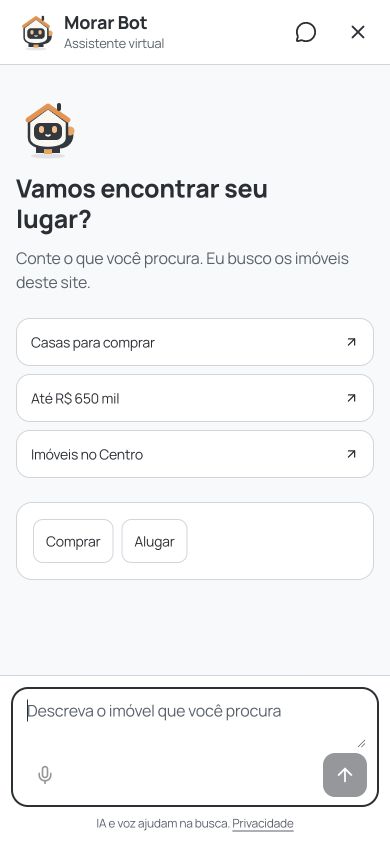 Morar Bot
Assistente virtual
Vamos encontrar seu
lugar?
Conte o que você procura. Eu busco os imóveis
deste site.
Casas para comprar
Até R$ 650 mil
Imóveis no Centro
Comprar
Alugar
Descreva o imóvel que você procura
IA e voz ajudam na busca. Privacidade